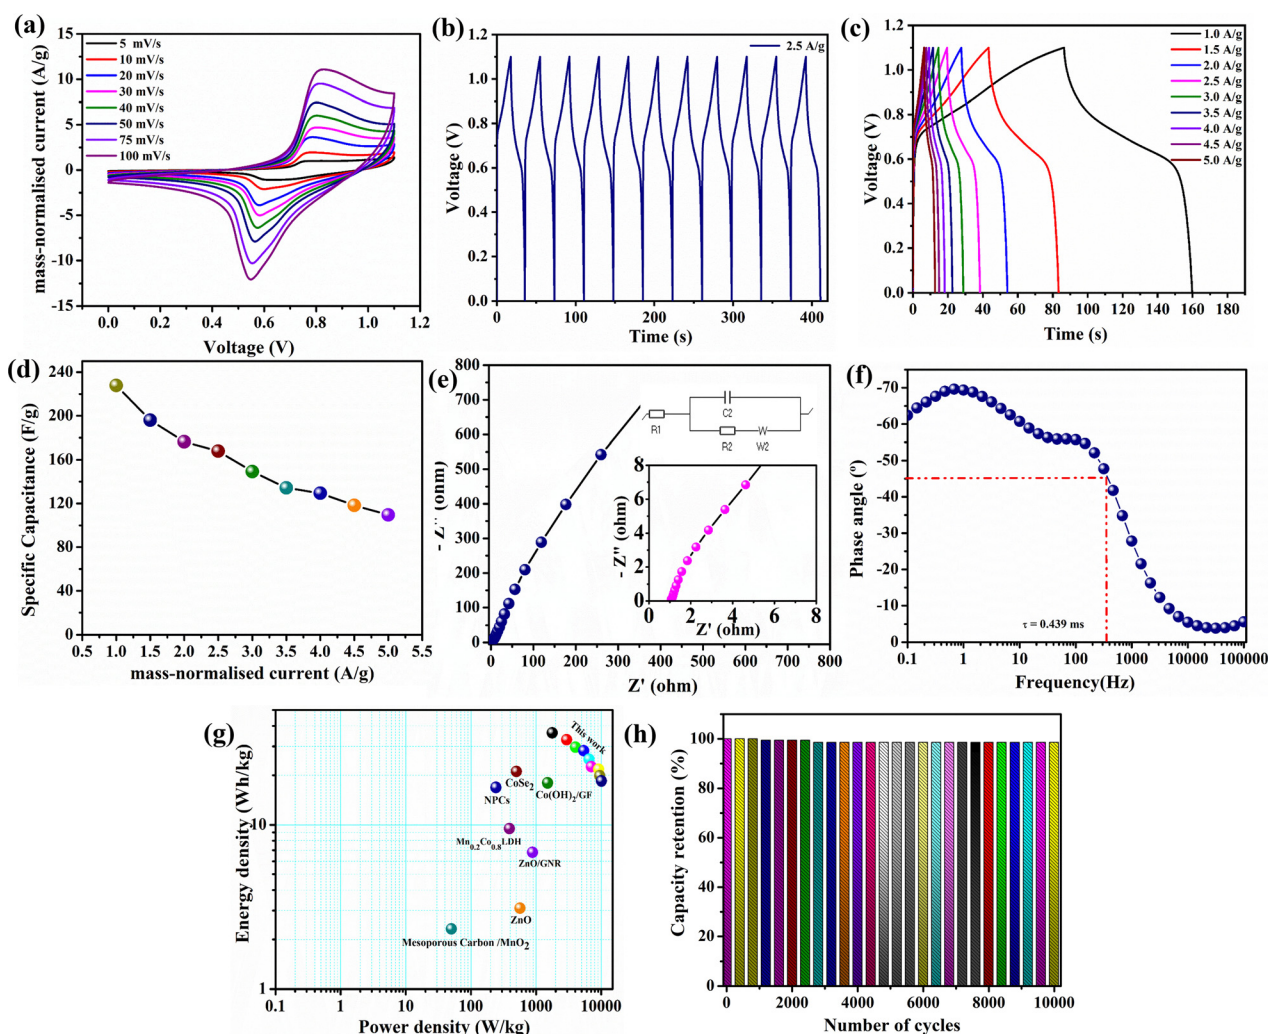 (a)
mass-normalised current (A/g)
15
10
5
0
-5
-10
-15
5 mV/s
10 mV/s
20 mV/s
30 mV/s
40 mV/s
50 mV/s
75 mV/s
100 mV/s
0.0 0.2 0.4 0.6 0.8 1.0 1.2
Voltage (V)
(b)
Voltage (V)
1.2
1.0
0.8
0.6
0.4
0.2
0.0
2.5 A/g
0 100 200 300 400
Time (s)
(c)
Voltage (V)
1.2
1.0
0.8
0.6
0.4
0.2
0.0
1.0 A/g
1.5 A/g
2.0 A/g
2.5 A/g
3.0 A/g
3.5 A/g
4.0 A/g
4.5 A/g
5.0 A/g
0 20 40 60 80 100 120 140 160 180
Time (s)
(d)
Specific Capacitance (F/g)
240
200
160
120
80
40
0
1.0 1.5 2.0 2.5 3.0 3.5 4.0 4.5 5.0 5.5
mass-normalised current (A/g)
(e)
- Z'' (ohm)
800
700
600
500
400
300
200
100
0
R1
C2
R2
W
W2
- Z'' (ohm)
8
6
4
2
0
0 2 4 6 8
Z' (ohm)
0 100 200 300 400 500 600 700 800
Z' (ohm)
(f)
Phase angle (°)
-70
-60
-50
-40
-30
-20
-10
0
τ = 0.439 ms
0.1 1 10 100 1000 10000 100000
Frequency(Hz)
(g)
Energy density (Wh/kg)
10
1
This work
CoSe2
NPCs
Co(OH)2/GF
Mn0.2Co0.8LDH
ZnO/GNR
ZnO
Mesoporous Carbon /MnO2
0.1 1 10 100 1000 10000
Power density (W/kg)
(h)
Capacity retention (%)
100
80
60
40
20
0
0 2000 4000 6000 8000 10000
Number of cycles